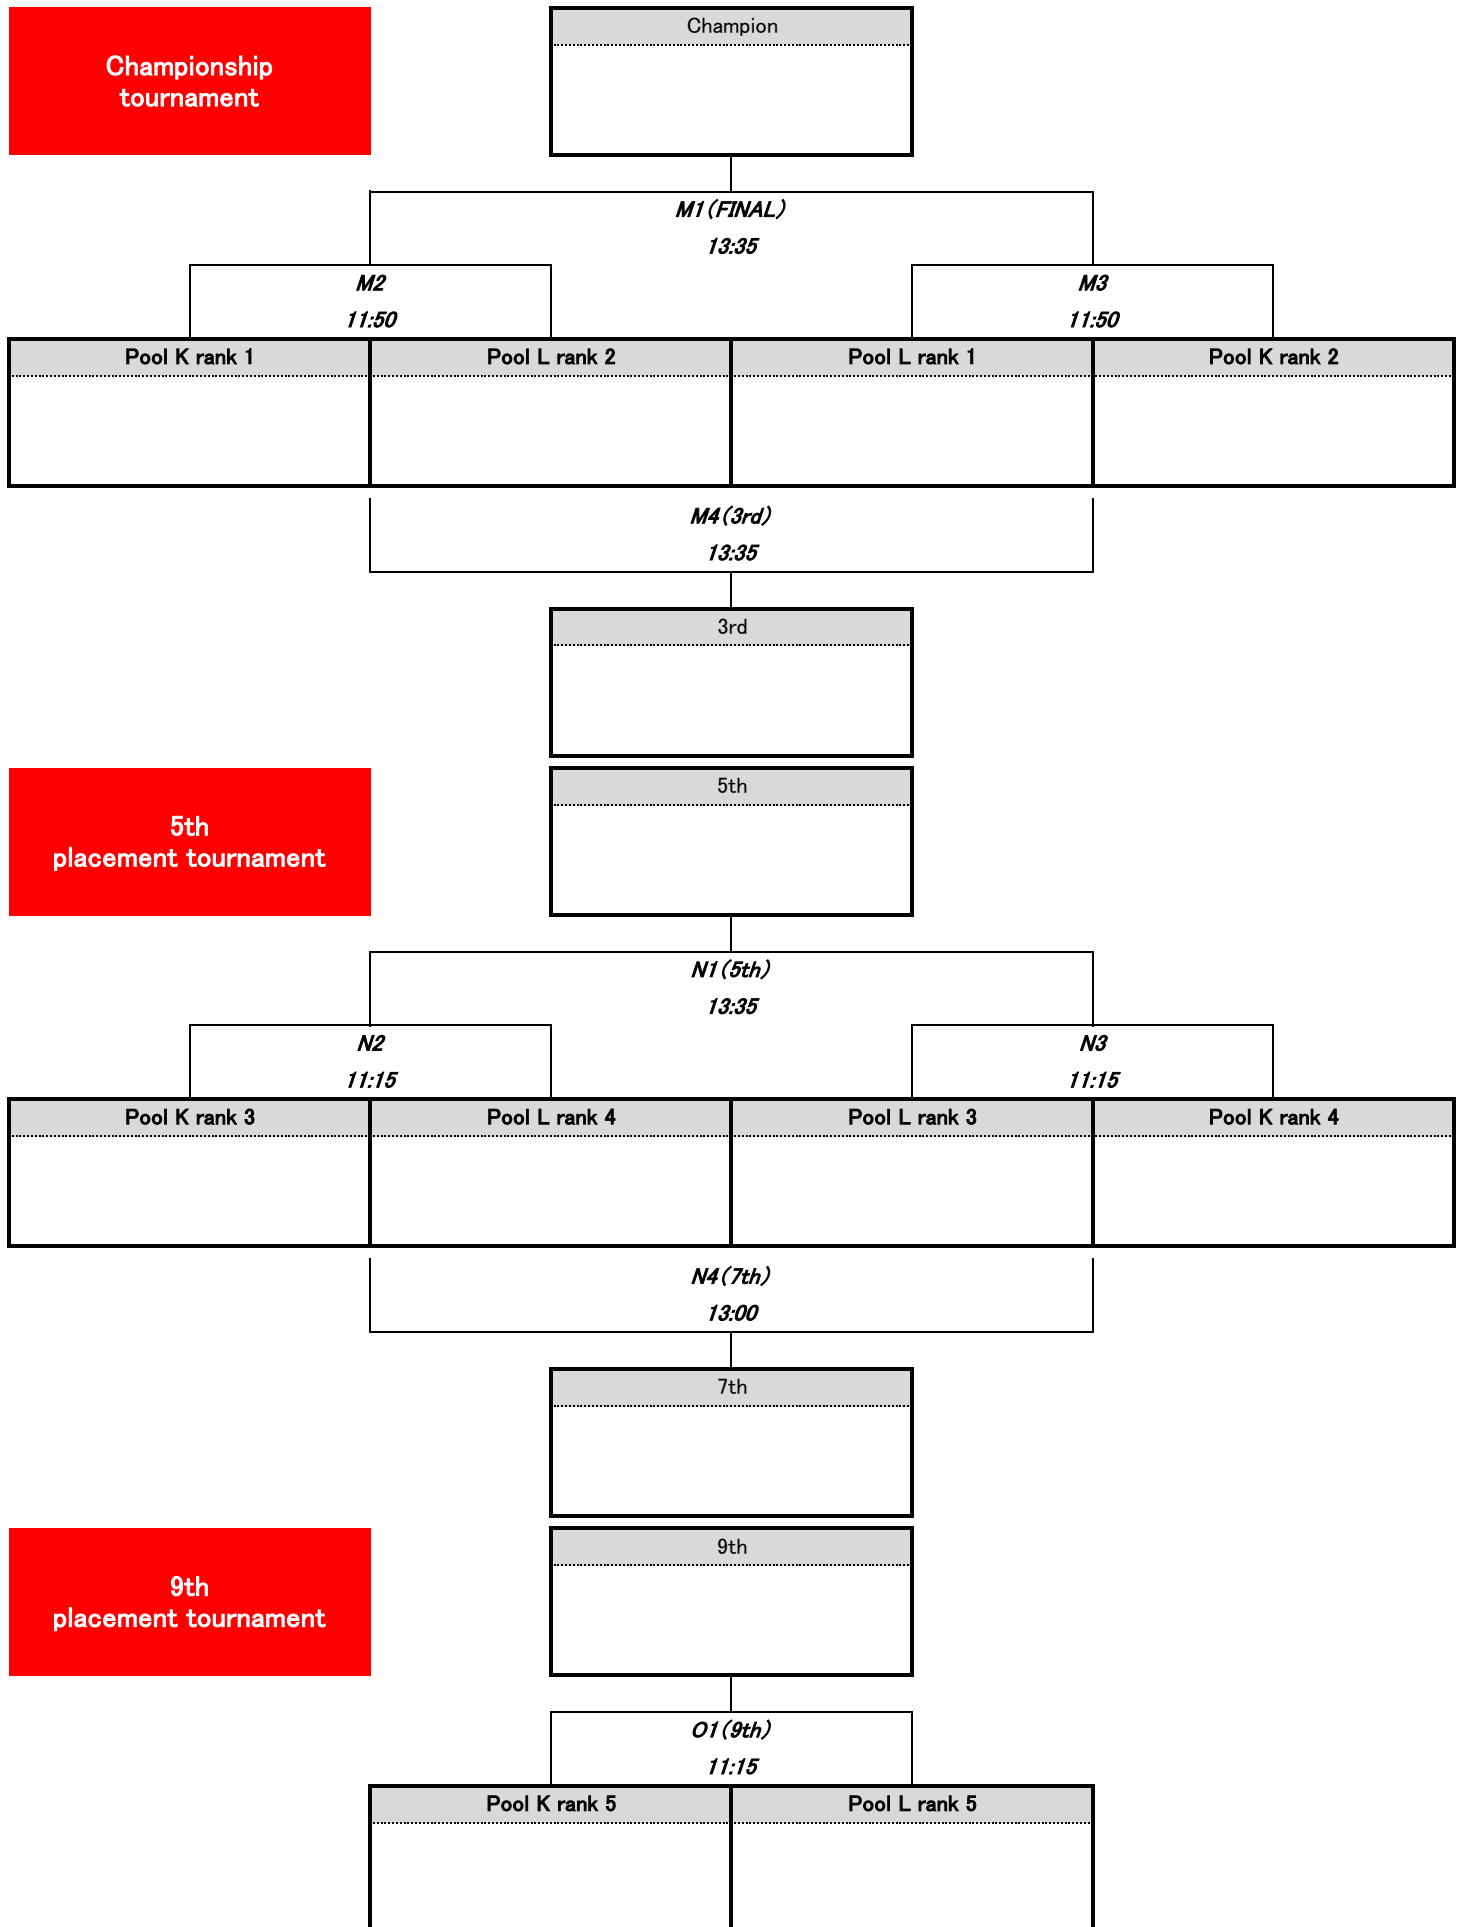 Championship
tournament
Champion
M1(FINAL)
13:35
M2
11:50
M3
11:50
Pool K rank 1
Pool L rank 2
Pool L rank 1
Pool K rank 2
M4(3rd)
13:35
3rd
5th
placement tournament
5th
N1(5th)
13:35
N2
11:15
N3
11:15
Pool K rank 3
Pool L rank 4
Pool L rank 3
Pool K rank 4
N4(7th)
13:00
7th
9th
placement tournament
9th
O1(9th)
11:15
Pool K rank 5
Pool L rank 5